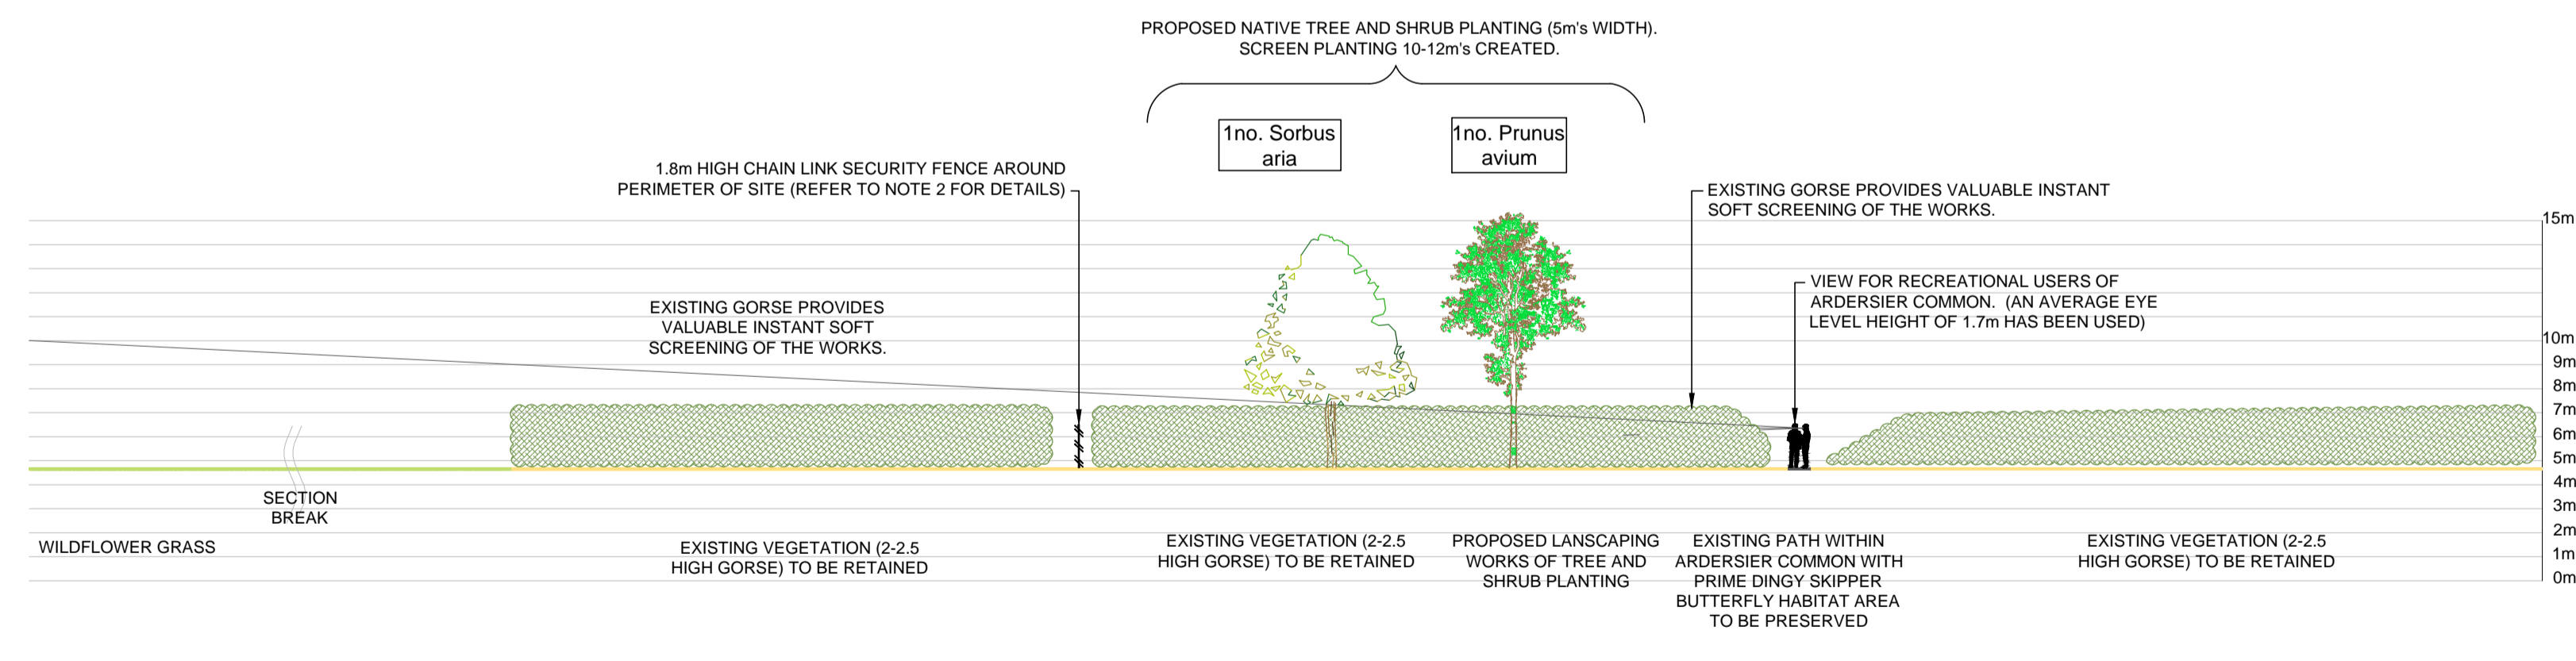 PROPOSED NATIVE TREE AND SHRUB PLANTING (5m's WIDTH).
SCREEN PLANTING 10-12m's CREATED.
1no. Sorbus
aria
1no. Prunus
avium
1.8m HIGH CHAIN LINK SECURITY FENCE AROUND
PERIMETER OF SITE (REFER TO NOTE 2 FOR DETAILS)
EXISTING GORSE PROVIDES VALUABLE INSTANT
SOFT SCREENING OF THE WORKS.
EXISTING GORSE PROVIDES
VALUABLE INSTANT SOFT
SCREENING OF THE WORKS.
VIEW FOR RECREATIONAL USERS OF
ARDERSIER COMMON. (AN AVERAGE EYE
LEVEL HEIGHT OF 1.7m HAS BEEN USED)
15m
10m
9m
8m
7m
6m
5m
4m
3m
2m
1m
0m
SECTION
BREAK
WILDFLOWER GRASS
EXISTING VEGETATION (2-2.5
HIGH GORSE) TO BE RETAINED
EXISTING VEGETATION (2-2.5
HIGH GORSE) TO BE RETAINED
PROPOSED LANSCAPING
WORKS OF TREE AND
SHRUB PLANTING
EXISTING PATH WITHIN
ARDERSIER COMMON WITH
PRIME DINGY SKIPPER
BUTTERFLY HABITAT AREA
TO BE PRESERVED
EXISTING VEGETATION (2-2.5
HIGH GORSE) TO BE RETAINED